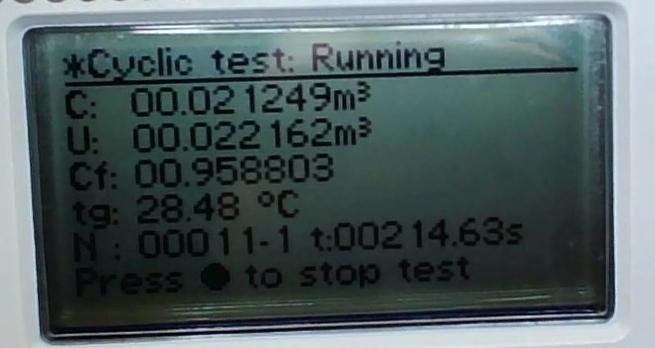 *Cyclic test: Running
C: 00.021249m³
U: 00.022162m³
Cf: 00.958803
tg: 28.48 °C
N : 00011-1 t:00214.63s
Press ● to stop test